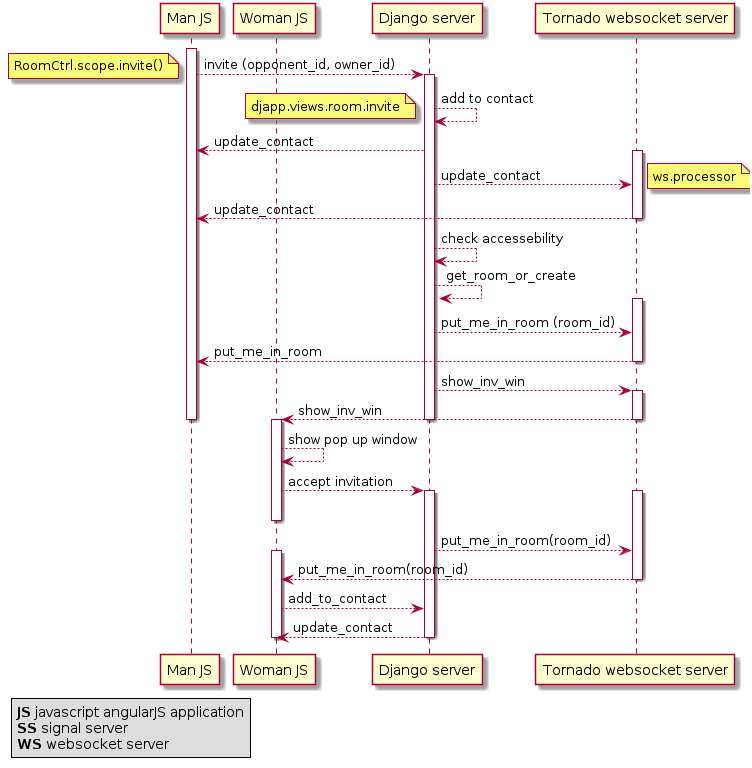 Man JS
Woman JS
Django server
Tornado websocket server
RoomCtrl.scope.invite()
invite (opponent_id, owner_id)
djapp.views.room.invite
add to contact
update_contact
update_contact
ws.processor
update_contact
check accessebility
get_room_or_create
put_me_in_room (room_id)
put_me_in_room
show_inv_win
show_inv_win
show pop up window
accept invitation
put_me_in_room(room_id)
put_me_in_room(room_id)
add_to_contact
update_contact
Man JS
Woman JS
Django server
Tornado websocket server
JS javascript angularJS application
SS signal server
WS websocket server